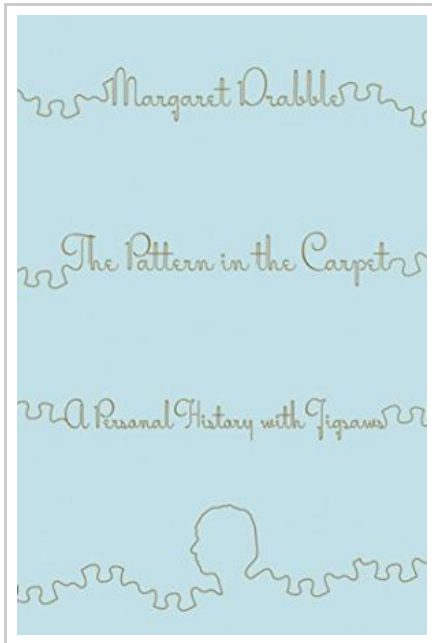 Margaret Drabble
The Pattern in the Carpet
A Personal History with Jigsaws